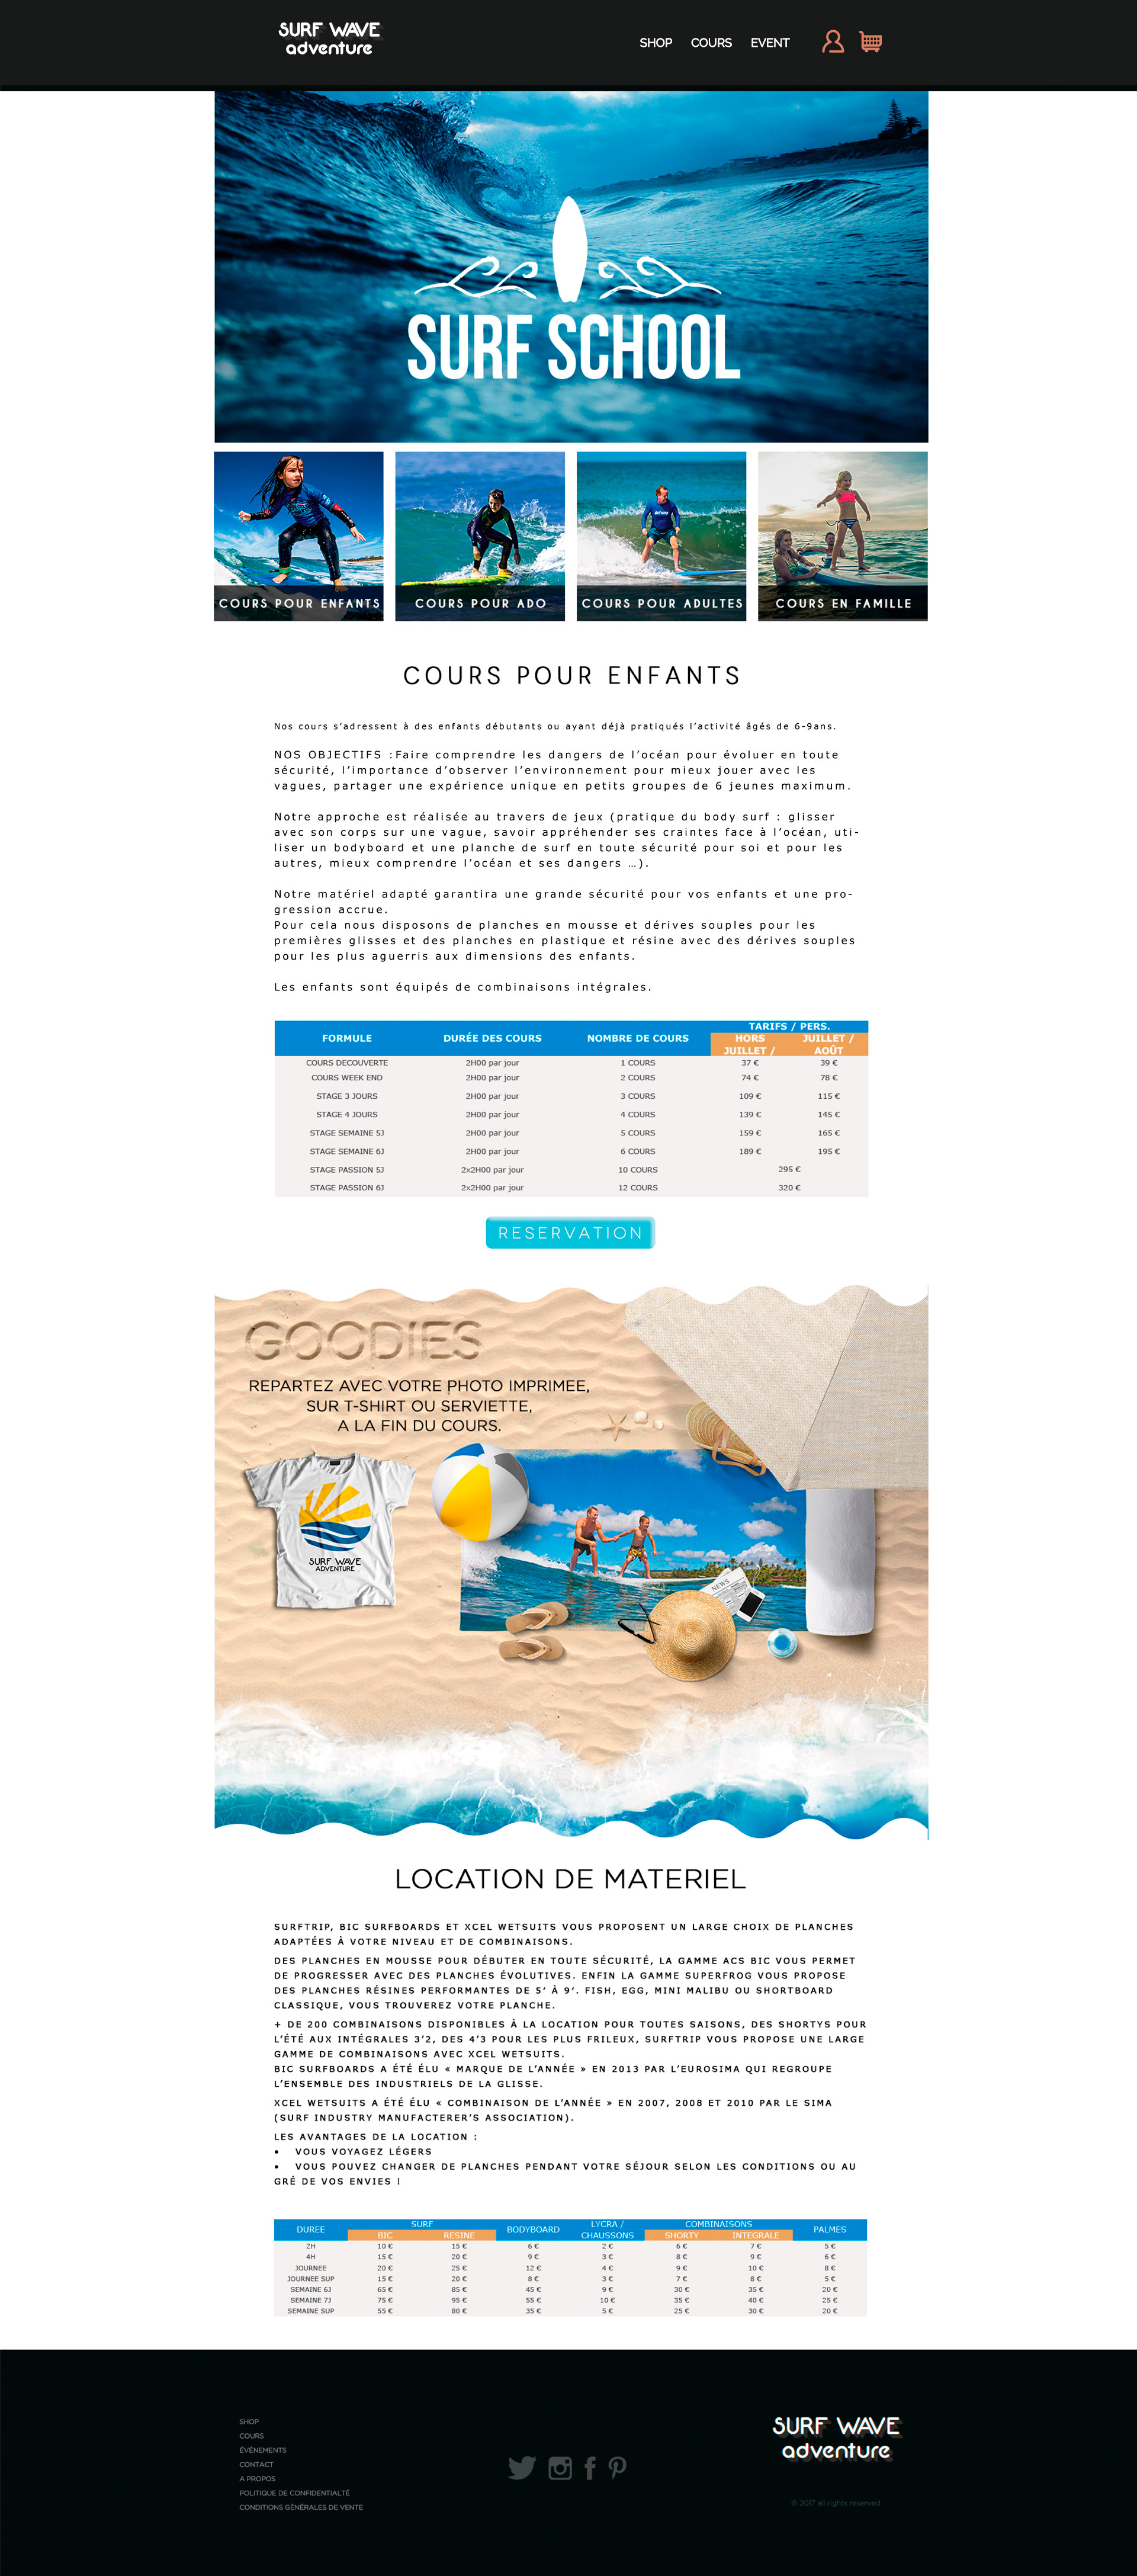 SURF WAVE
adventure
SHOP COURS EVENT
SURF SCHOOL
COURS POUR ENFANTS
COURS POUR ADO
COURS POUR ADULTES
COURS EN FAMILLE
COURS POUR ENFANTS
Nos cours s’adressent à des enfants débutants ou ayant déjà pratiqués l’activité âgés de 6-9ans.
NOS OBJECTIFS :Faire comprendre les dangers de l’océan pour évoluer en toute
sécurité, l’importance d’observer l’environnement pour mieux jouer avec les
vagues, partager une expérience unique en petits groupes de 6 jeunes maximum.
Notre approche est réalisée au travers de jeux (pratique du body surf : glisser
avec son corps sur une vague, savoir appréhender ses craintes face à l’océan, uti-
liser un bodyboard et une planche de surf en toute sécurité pour soi et pour les
autres, mieux comprendre l’océan et ses dangers …).
Notre matériel adapté garantira une grande sécurité pour vos enfants et une pro-
gression accrue.
Pour cela nous disposons de planches en mousse et dérives souples pour les
premières glisses et des planches en plastique et résine avec des dérives souples
pour les plus aguerris aux dimensions des enfants.
Les enfants sont équipés de combinaisons intégrales.
TARIFS / PERS.
FORMULE DURÉE DES COURS NOMBRE DE COURS HORS JUILLET / JUILLET / AOÛT
COURS DECOUVERTE 2H00 par jour 1 COURS 37 € 39 €
COURS WEEK END 2H00 par jour 2 COURS 74 € 78 €
STAGE 3 JOURS 2H00 par jour 3 COURS 109 € 115 €
STAGE 4 JOURS 2H00 par jour 4 COURS 139 € 145 €
STAGE SEMAINE 5J 2H00 par jour 5 COURS 159 € 165 €
STAGE SEMAINE 6J 2H00 par jour 6 COURS 189 € 195 €
STAGE PASSION 5J 2x2H00 par jour 10 COURS 295 €
STAGE PASSION 6J 2x2H00 par jour 12 COURS 320 €
RESERVATION
GOODIES
REPARTEZ AVEC VOTRE PHOTO IMPRIMEE,
SUR T-SHIRT OU SERVIETTE,
A LA FIN DU COURS.
SURF WAVE
ADVENTURE
NEWS
LOCATION DE MATERIEL
SURFTRIP, BIC SURFBOARDS ET XCEL WETSUITS VOUS PROPOSENT UN LARGE CHOIX DE PLANCHES
ADAPTÉES À VOTRE NIVEAU ET DE COMBINAISONS.
DES PLANCHES EN MOUSSE POUR DÉBUTER EN TOUTE SÉCURITÉ, LA GAMME ACS BIC VOUS PERMET
DE PROGRESSER AVEC DES PLANCHES ÉVOLUTIVES. ENFIN LA GAMME SUPERFROG VOUS PROPOSE
DES PLANCHES RÉSINES PERFORMANTES DE 5’ À 9’. FISH, EGG, MINI MALIBU OU SHORTBOARD
CLASSIQUE, VOUS TROUVEREZ VOTRE PLANCHE.
+ DE 200 COMBINAISONS DISPONIBLES À LA LOCATION POUR TOUTES SAISONS, DES SHORTYS POUR
L’ÉTÉ AUX INTÉGRALES 3’2, DES 4’3 POUR LES PLUS FRILEUX, SURFTRIP VOUS PROPOSE UNE LARGE
GAMME DE COMBINAISONS AVEC XCEL WETSUITS.
BIC SURFBOARDS A ÉTÉ ÉLU « MARQUE DE L’ANNÉE » EN 2013 PAR L’EUROSIMA QUI REGROUPE
L’ENSEMBLE DES INDUSTRIELS DE LA GLISSE.
XCEL WETSUITS A ÉTÉ ÉLU « COMBINAISON DE L’ANNÉE » EN 2007, 2008 ET 2010 PAR LE SIMA
(SURF INDUSTRY MANUFACTERER’S ASSOCIATION).
LES AVANTAGES DE LA LOCATION :
• VOUS VOYAGEZ LÉGERS
• VOUS POUVEZ CHANGER DE PLANCHES PENDANT VOTRE SÉJOUR SELON LES CONDITIONS OU AU
GRÉ DE VOS ENVIES !
DUREE SURF BODYBOARD LYCRA / CHAUSSONS COMBINAISONS PALMES
BIC RESINE SHORTY INTEGRALE
2H 10 € 15 € 6 € 2 € 6 € 7 € 5 €
4H 15 € 20 € 9 € 3 € 8 € 9 € 6 €
JOURNEE 20 € 25 € 12 € 4 € 9 € 10 € 8 €
JOURNEE SUP 15 € 20 € 8 € 3 € 7 € 8 € 5 €
SEMAINE 6J 65 € 85 € 45 € 9 € 30 € 35 € 20 €
SEMAINE 7J 75 € 95 € 55 € 10 € 35 € 40 € 25 €
SEMAINE SUP 55 € 80 € 35 € 5 € 25 € 30 € 20 €
SHOP
COURS
ÉVÉNEMENTS
CONTACT
A PROPOS
POLITIQUE DE CONFIDENTIALTÉ
CONDITIONS GÉNÉRALES DE VENTE
SURF WAVE
adventure
© 2017 all rights reserved